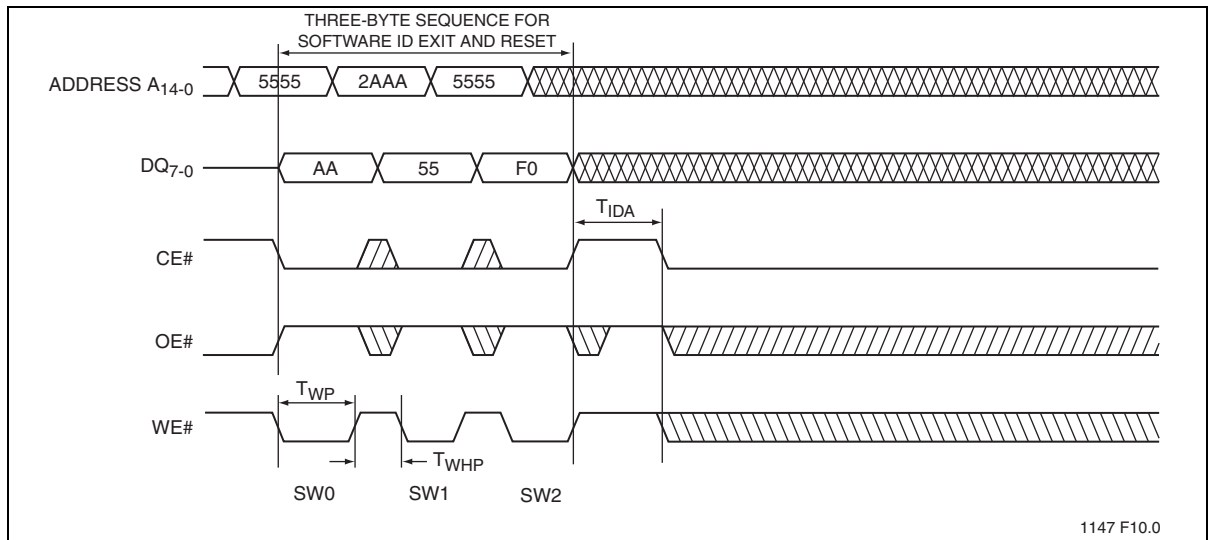 THREE-BYTE SEQUENCE FOR
SOFTWARE ID EXIT AND RESET
ADDRESS A14-0 5555 2AAA 5555
DQ7-0 AA 55 F0
TIDA
CE#
OE#
TWP
WE#
TWHP
SW0 SW1 SW2
1147 F10.0